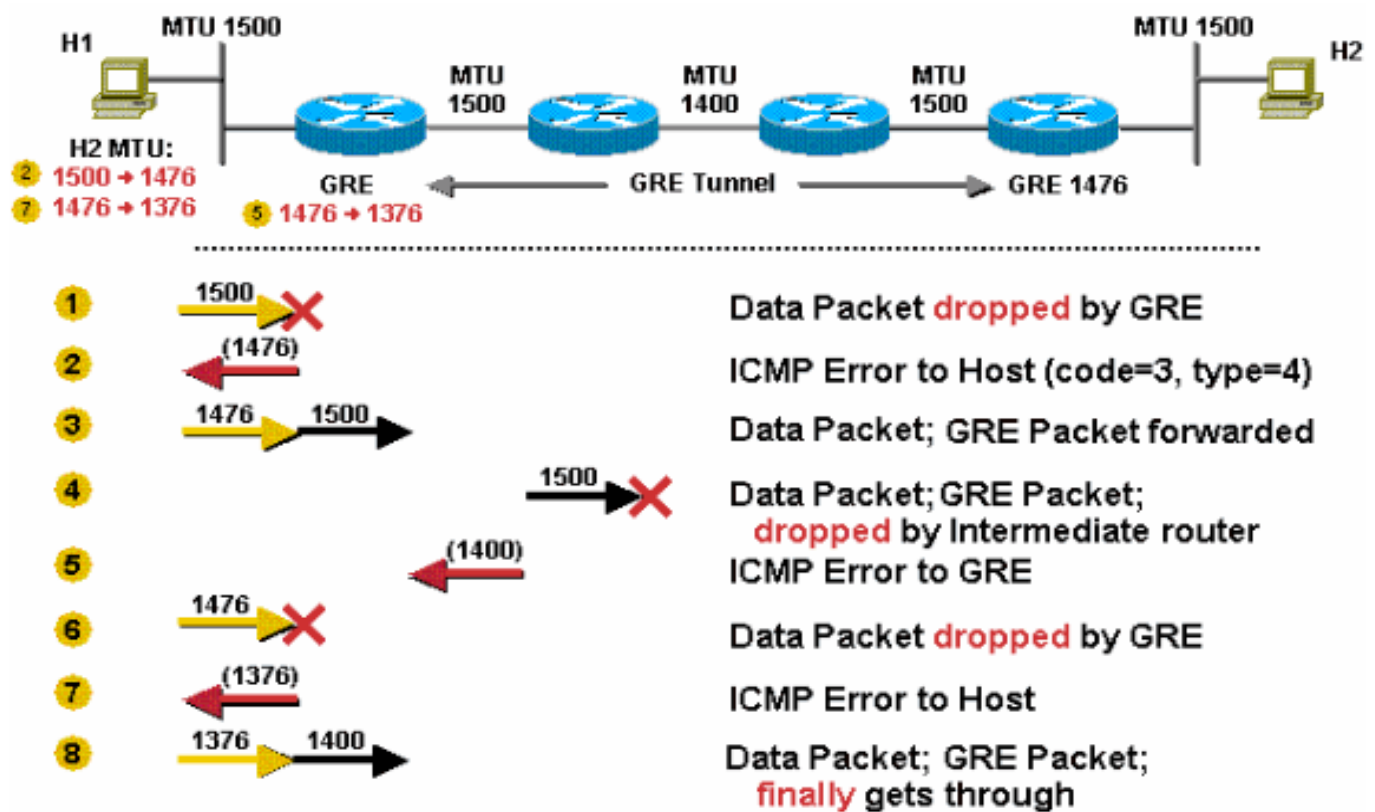 H1
MTU 1500
MTU 1500
H2
MTU
1500
MTU
1400
MTU
1500
H2 MTU:
2 1500 → 1476
7 1476 → 1376
GRE
GRE Tunnel
GRE 1476
5 1476 → 1376
1 1500 Data Packet dropped by GRE
2 (1476) ICMP Error to Host (code=3, type=4)
3 1476 1500 Data Packet; GRE Packet forwarded
4 1500 Data Packet; GRE Packet;
dropped by Intermediate router
5 (1400) ICMP Error to GRE
6 1476 Data Packet dropped by GRE
7 (1376) ICMP Error to Host
8 1376 1400 Data Packet; GRE Packet;
finally gets through